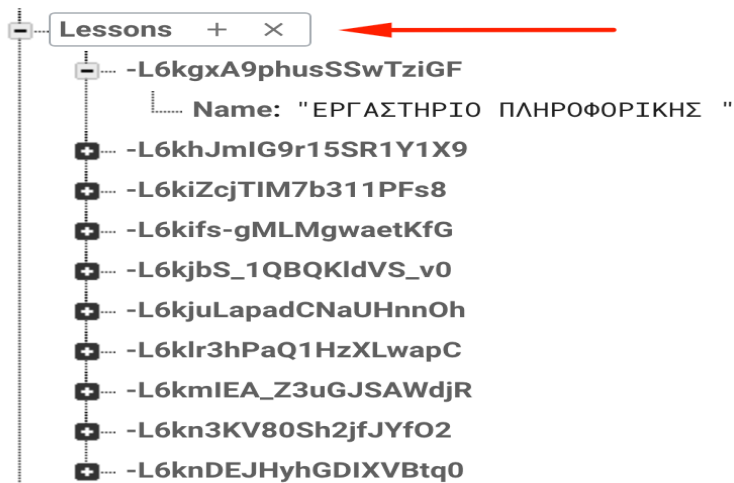 Lessons + ×
-L6kgxA9phusSSwTziGF
Name: "ΕΡΓΑΣΤΗΡΙΟ ΠΛΗΡΟΦΟΡΙΚΗΣ "
-L6khJmIG9r15SR1Y1X9
-L6kiZcjTIM7b311PFs8
-L6kifs-gMLMgwaetKfG
-L6kjbS_1QBQKldVS_v0
-L6kjuLapadCNaUHnnOh
-L6klr3hPaQ1HzXLwapC
-L6kmIEA_Z3uGJSAWdjR
-L6kn3KV80Sh2jfJYfO2
-L6knDEJHyhGDIXVBtq0